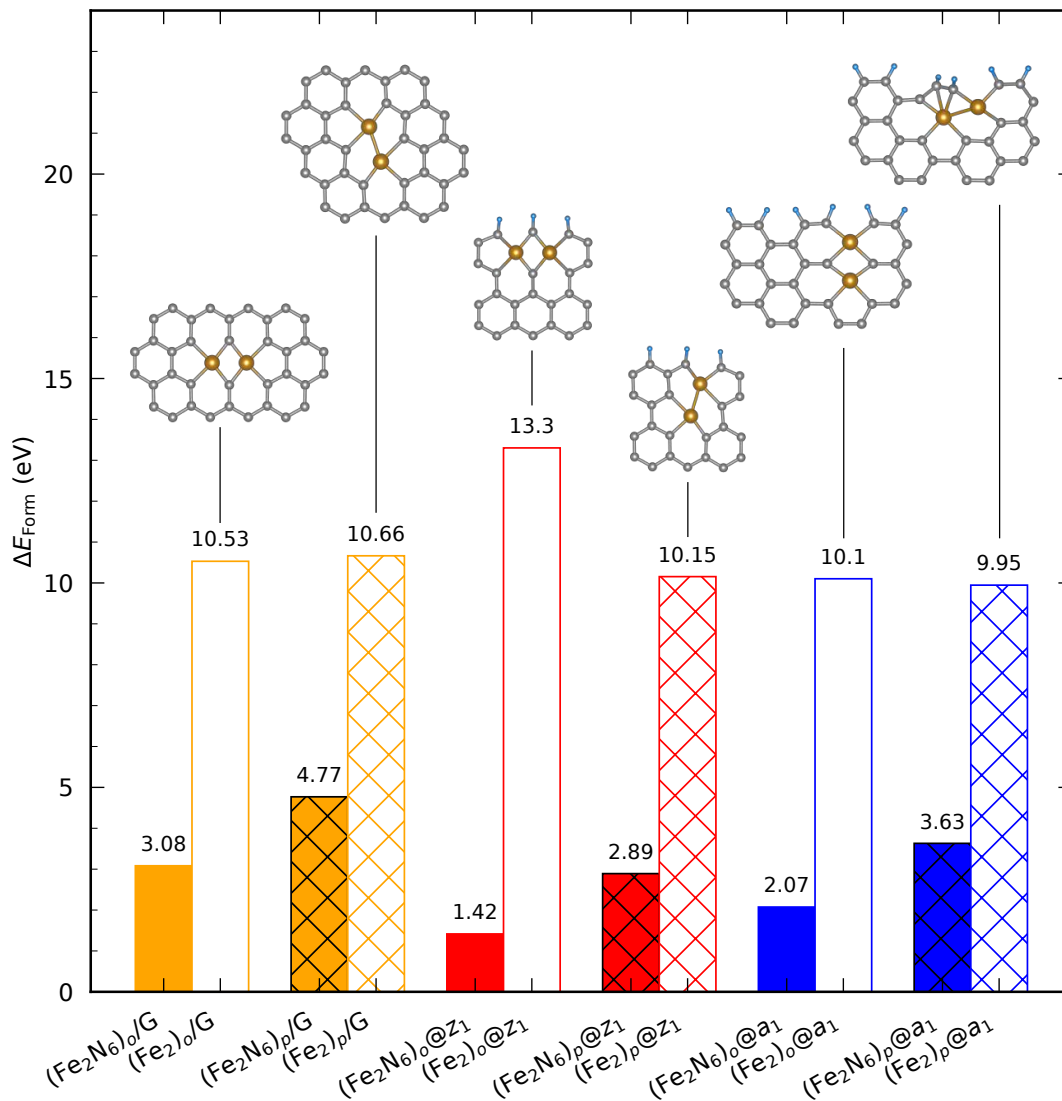 ΔE_Form (eV)
20
15
10
5
0
3.08
10.53
4.77
10.66
1.42
13.3
2.89
10.15
2.07
10.1
3.63
9.95
(Fe₂N₆)ₒ/G
(Fe₂)ₒ/G
(Fe₂N₆)ₚ/G
(Fe₂)ₚ/G
(Fe₂N₆)ₒ@z₁
(Fe₂)ₒ@z₁
(Fe₂N₆)ₚ@z₁
(Fe₂)ₚ@z₁
(Fe₂N₆)ₒ@a₁
(Fe₂)ₒ@a₁
(Fe₂N₆)ₚ@a₁
(Fe₂)ₚ@a₁